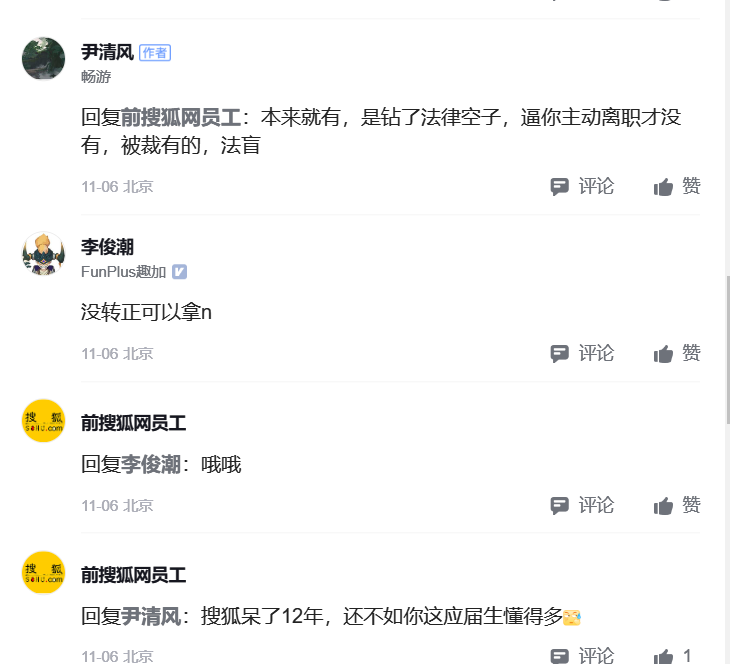 尹清风 作者
畅游
回复前搜狐网员工：本来就有，是钻了法律空子，逼你主动离职才没
有，被裁有的，法盲
11-06 北京 评论 赞
李俊潮
FunPlus趣加
没转正可以拿n
11-06 北京 评论 赞
搜 狐
前搜狐网员工
回复李俊潮：哦哦
11-06 北京 评论 赞
搜 狐
前搜狐网员工
回复尹清风：搜狐呆了12年，还不如你这应届生懂得多
11-06 北京 评论 1